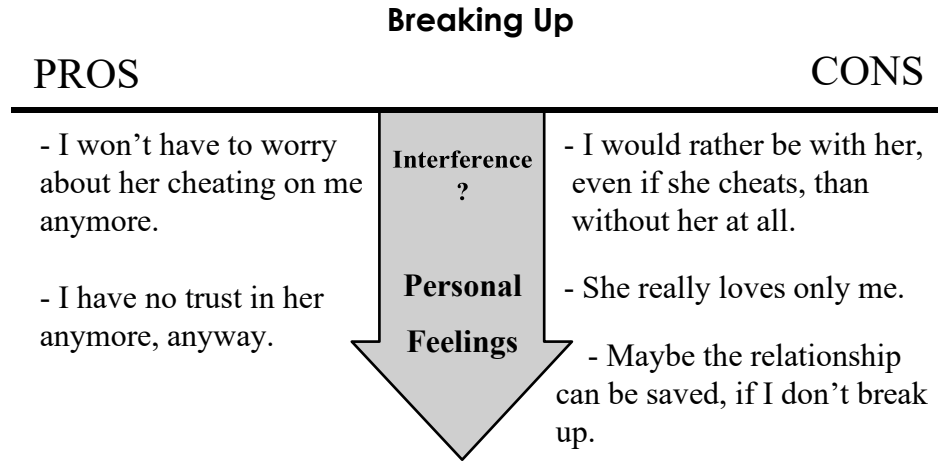 Breaking Up
PROS
CONS
- I won’t have to worry
about her cheating on me
anymore.
- I have no trust in her
anymore, anyway.
Interference
?
Personal
Feelings
- I would rather be with her,
even if she cheats, than
without her at all.
- She really loves only me.
- Maybe the relationship
can be saved, if I don’t break
up.